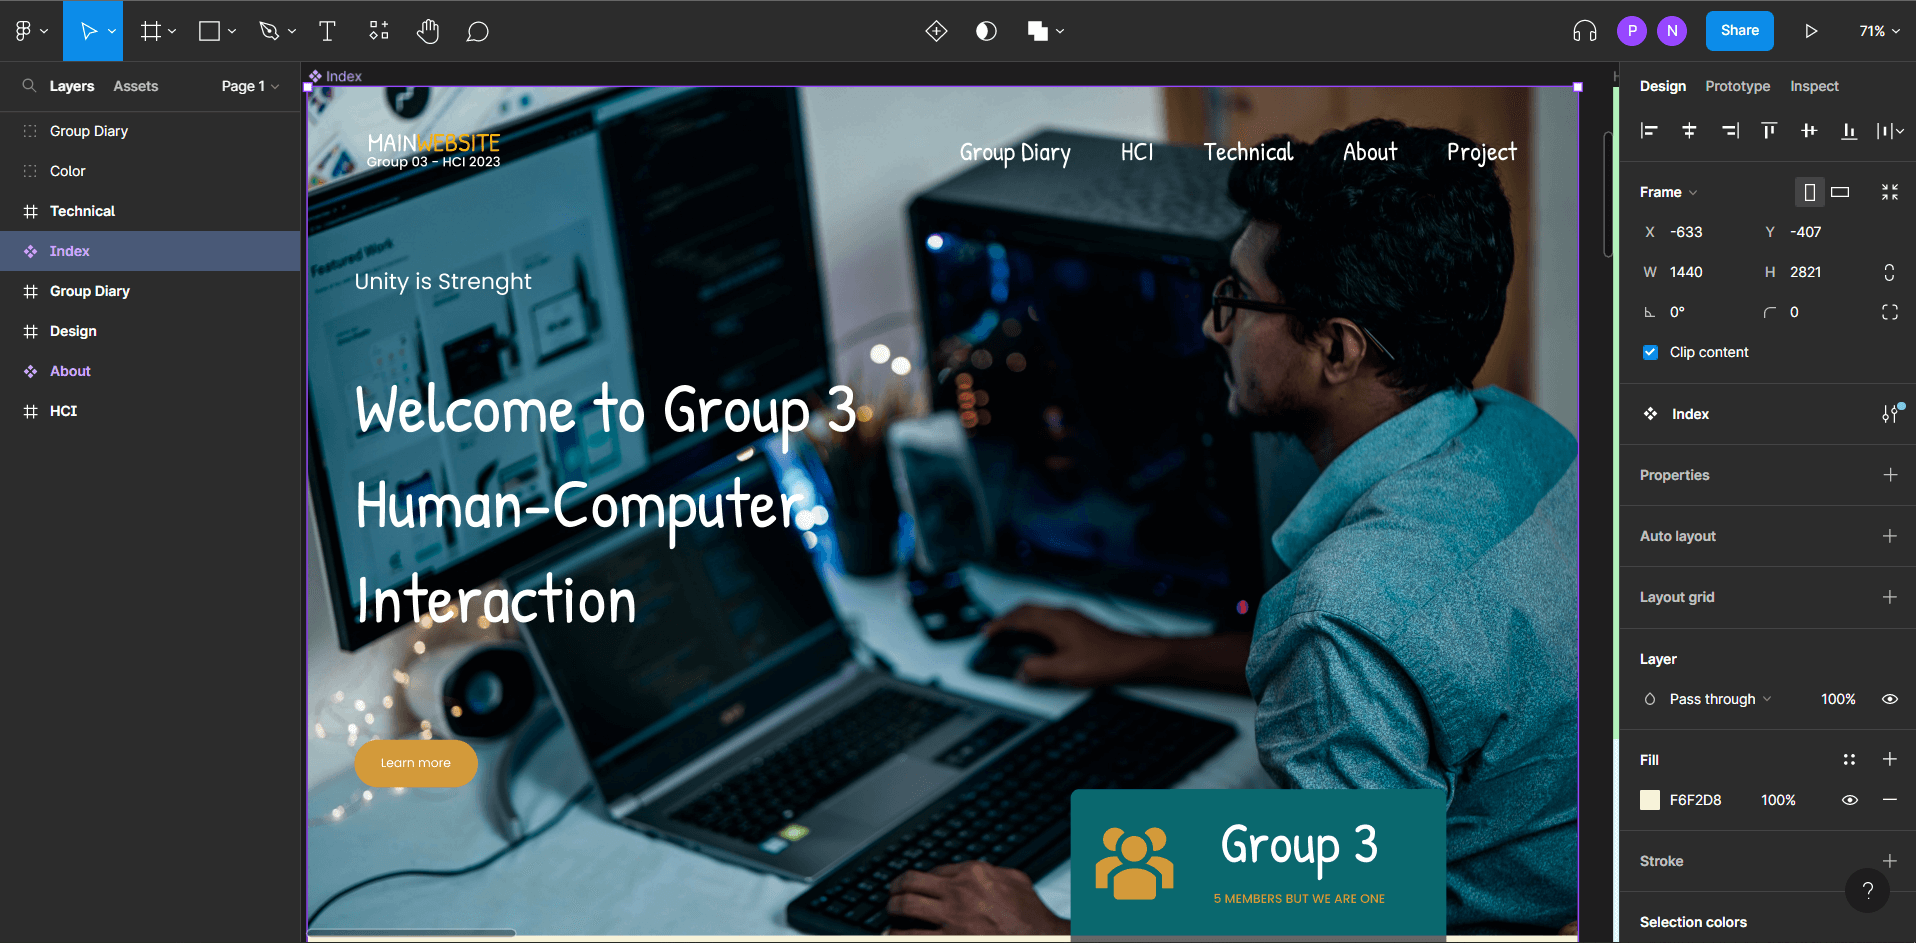 P
N
Share
71%
Layers
Assets
Page 1
Group Diary
Color
Technical
Index
Group Diary
Design
About
HCI
Index
MAINWEBSITE
Group 03 - HCI 2023
Group Diary
HCI
Technical
About
Project
Unity is Strenght
Welcome to Group 3
Human-Computer
Interaction
Learn more
Group 3
5 MEMBERS BUT WE ARE ONE
Design
Prototype
Inspect
Frame
X -633
Y -407
W 1440
H 2821
0°
0
Clip content
Index
Properties
Auto layout
Layout grid
Layer
Pass through
100%
Fill
F6F2D8
100%
Stroke
?
Selection colors